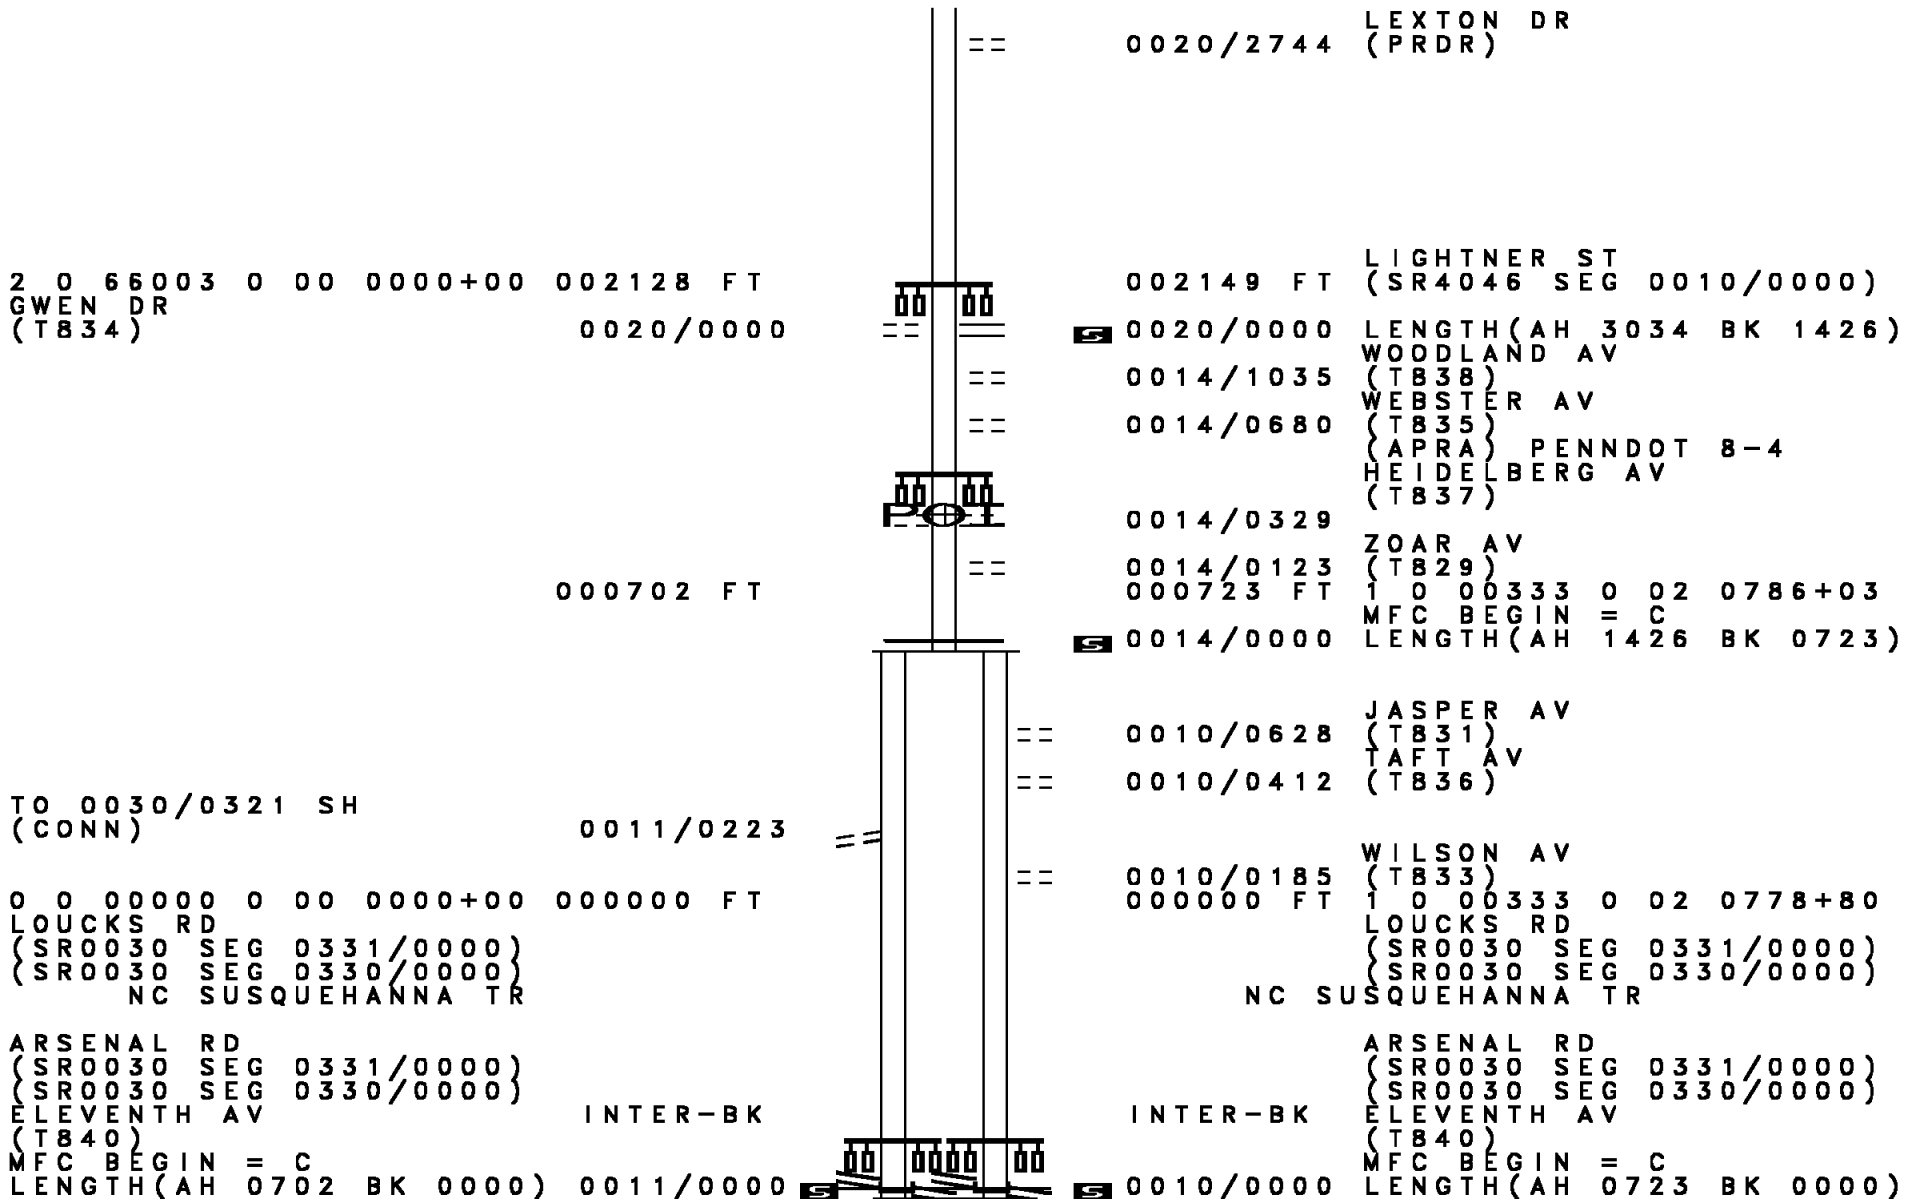 LEXTON DR
0020/2744 (PRDR)
LIGHTNER ST
2 0 66003 0 00 0000+00 002128 FT 002149 FT (SR4046 SEG 0010/0000)
GWEN DR
(T834) 0020/0000 S 0020/0000 LENGTH(AH 3034 BK 1426)
WOODLAND AV
0014/1035 (T838)
WEBSTER AV
0014/0680 (T835)
(APRA) PENNDOT 8-4
HEIDELBERG AV
(T837)
POT 0014/0329
ZOAR AV
0014/0123 (T829)
000702 FT 000723 FT 1 0 00333 0 02 0786+03
MFC BEGIN = C
S 0014/0000 LENGTH(AH 1426 BK 0723)
JASPER AV
0010/0628 (T831)
TAFT AV
0010/0412 (T836)
TO 0030/0321 SH
(CONN) 0011/0223
WILSON AV
0010/0185 (T833)
0 0 00000 0 00 0000+00 000000 FT 000000 FT 1 0 00333 0 02 0778+80
LOUCKS RD LOUCKS RD
(SR0030 SEG 0331/0000) (SR0030 SEG 0331/0000)
(SR0030 SEG 0330/0000) (SR0030 SEG 0330/0000)
NC SUSQUEHANNA TR NC SUSQUEHANNA TR
ARSENAL RD ARSENAL RD
(SR0030 SEG 0331/0000) (SR0030 SEG 0331/0000)
(SR0030 SEG 0330/0000) (SR0030 SEG 0330/0000)
ELEVENTH AV INTER-BK INTER-BK ELEVENTH AV
(T840) (T840)
MFC BEGIN = C MFC BEGIN = C
LENGTH(AH 0702 BK 0000) 0011/0000 S S 0010/0000 LENGTH(AH 0723 BK 0000)